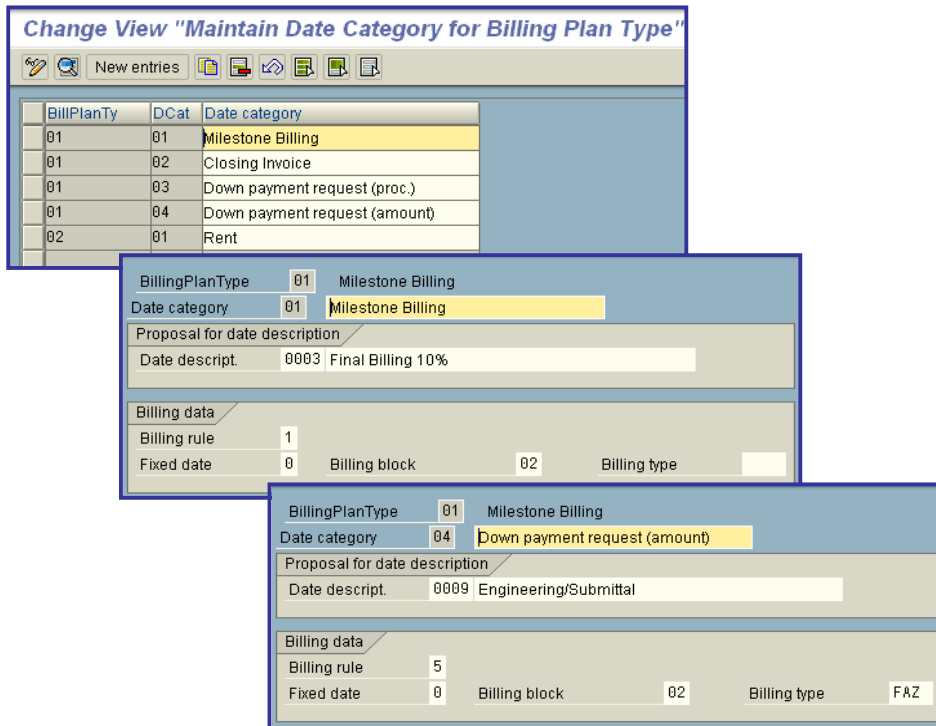 Change View "Maintain Date Category for Billing Plan Type"
New entries
BillPlanTy DCat Date category
01 01 Milestone Billing
01 02 Closing Invoice
01 03 Down payment request (proc.)
01 04 Down payment request (amount)
02 01 Rent
BillingPlanType 01 Milestone Billing
Date category 01 Milestone Billing
Proposal for date description
Date descript. 0003 Final Billing 10%
Billing data
Billing rule 1
Fixed date 0 Billing block 02 Billing type
BillingPlanType 01 Milestone Billing
Date category 04 Down payment request (amount)
Proposal for date description
Date descript. 0009 Engineering/Submittal
Billing data
Billing rule 5
Fixed date 0 Billing block 02 Billing type FAZ